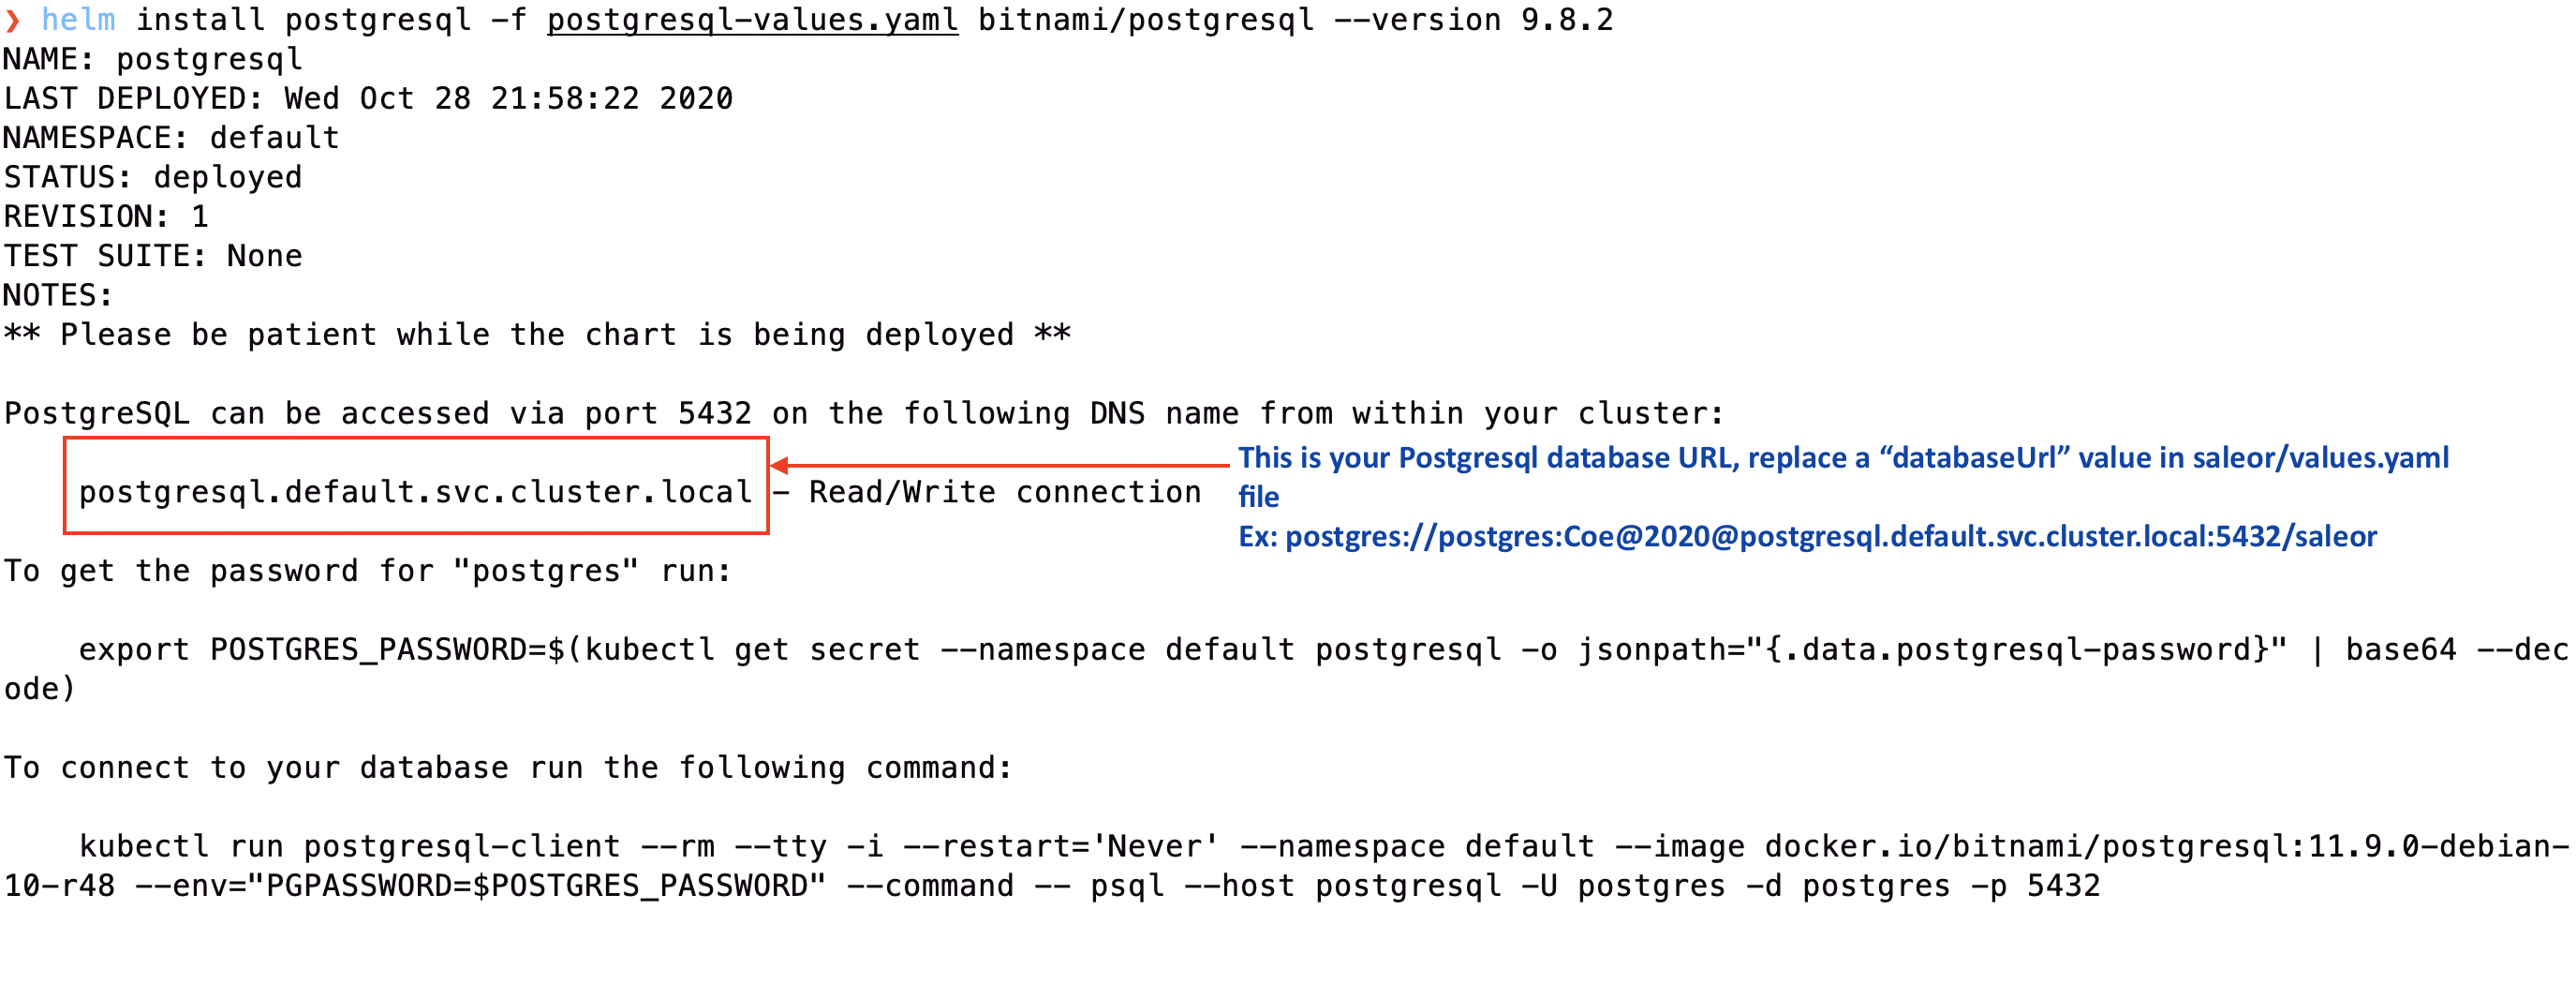 ❯ helm install postgresql -f postgresql-values.yaml bitnami/postgresql --version 9.8.2
NAME: postgresql
LAST DEPLOYED: Wed Oct 28 21:58:22 2020
NAMESPACE: default
STATUS: deployed
REVISION: 1
TEST SUITE: None
NOTES:
** Please be patient while the chart is being deployed **
PostgreSQL can be accessed via port 5432 on the following DNS name from within your cluster:
postgresql.default.svc.cluster.local - Read/Write connection
This is your Postgresql database URL, replace a “databaseUrl” value in saleor/values.yaml
file
Ex: postgres://postgres:Coe@2020@postgresql.default.svc.cluster.local:5432/saleor
To get the password for "postgres" run:
export POSTGRES_PASSWORD=$(kubectl get secret --namespace default postgresql -o jsonpath="{.data.postgresql-password}" | base64 --dec
ode)
To connect to your database run the following command:
kubectl run postgresql-client --rm --tty -i --restart='Never' --namespace default --image docker.io/bitnami/postgresql:11.9.0-debian-
10-r48 --env="PGPASSWORD=$POSTGRES_PASSWORD" --command -- psql --host postgresql -U postgres -d postgres -p 5432